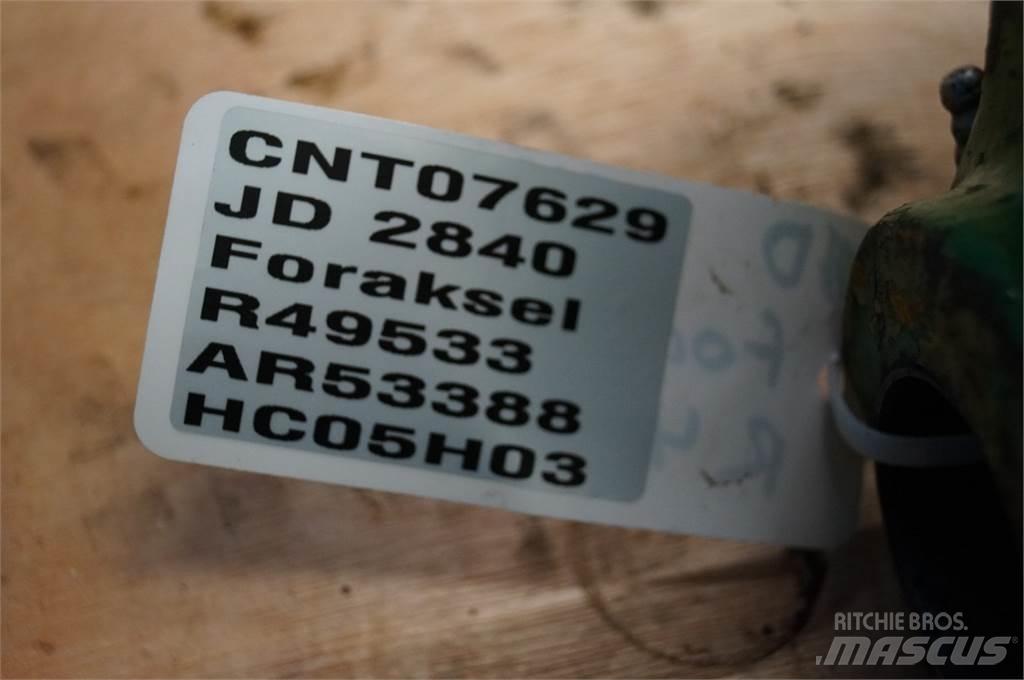 CNT07629
JD 2840
Foraksel
R49533
AR53388
HC05H03
RITCHIE BROS.
MASCUS